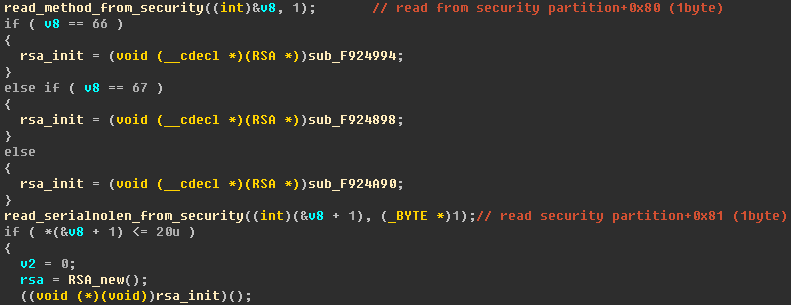 read_method_from_security((int)&v8, 1);       // read from security partition+0x80 (1byte)
if ( v8 == 66 )
{
  rsa_init = (void (__cdecl *)(RSA *))sub_F924994;
}
else if ( v8 == 67 )
{
  rsa_init = (void (__cdecl *)(RSA *))sub_F924898;
}
else
{
  rsa_init = (void (__cdecl *)(RSA *))sub_F924A90;
}
read_serialnolen_from_security((int)(&v8 + 1), (_BYTE *)1);// read security partition+0x81 (1byte)
if ( *(&v8 + 1) <= 20u )
{
  v2 = 0;
  rsa = RSA_new();
  ((void (*)(void))rsa_init)();